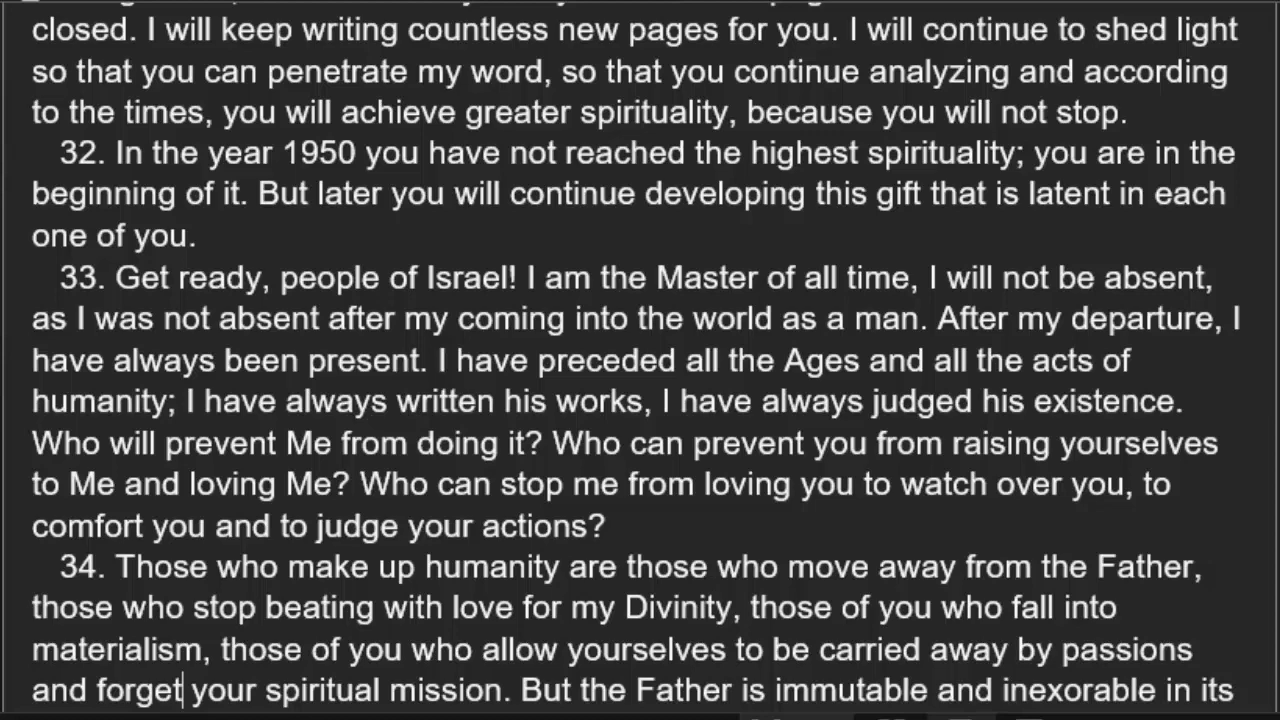 closed. I will keep writing countless new pages for you. I will continue to shed light
so that you can penetrate my word, so that you continue analyzing and according
to the times, you will achieve greater spirituality, because you will not stop.
32. In the year 1950 you have not reached the highest spirituality; you are in the
beginning of it. But later you will continue developing this gift that is latent in each
one of you.
33. Get ready, people of Israel! I am the Master of all time, I will not be absent,
as I was not absent after my coming into the world as a man. After my departure, I
have always been present. I have preceded all the Ages and all the acts of
humanity; I have always written his works, I have always judged his existence.
Who will prevent Me from doing it? Who can prevent you from raising yourselves
to Me and loving Me? Who can stop me from loving you to watch over you, to
comfort you and to judge your actions?
34. Those who make up humanity are those who move away from the Father,
those who stop beating with love for my Divinity, those of you who fall into
materialism, those of you who allow yourselves to be carried away by passions
and forget your spiritual mission. But the Father is immutable and inexorable in its